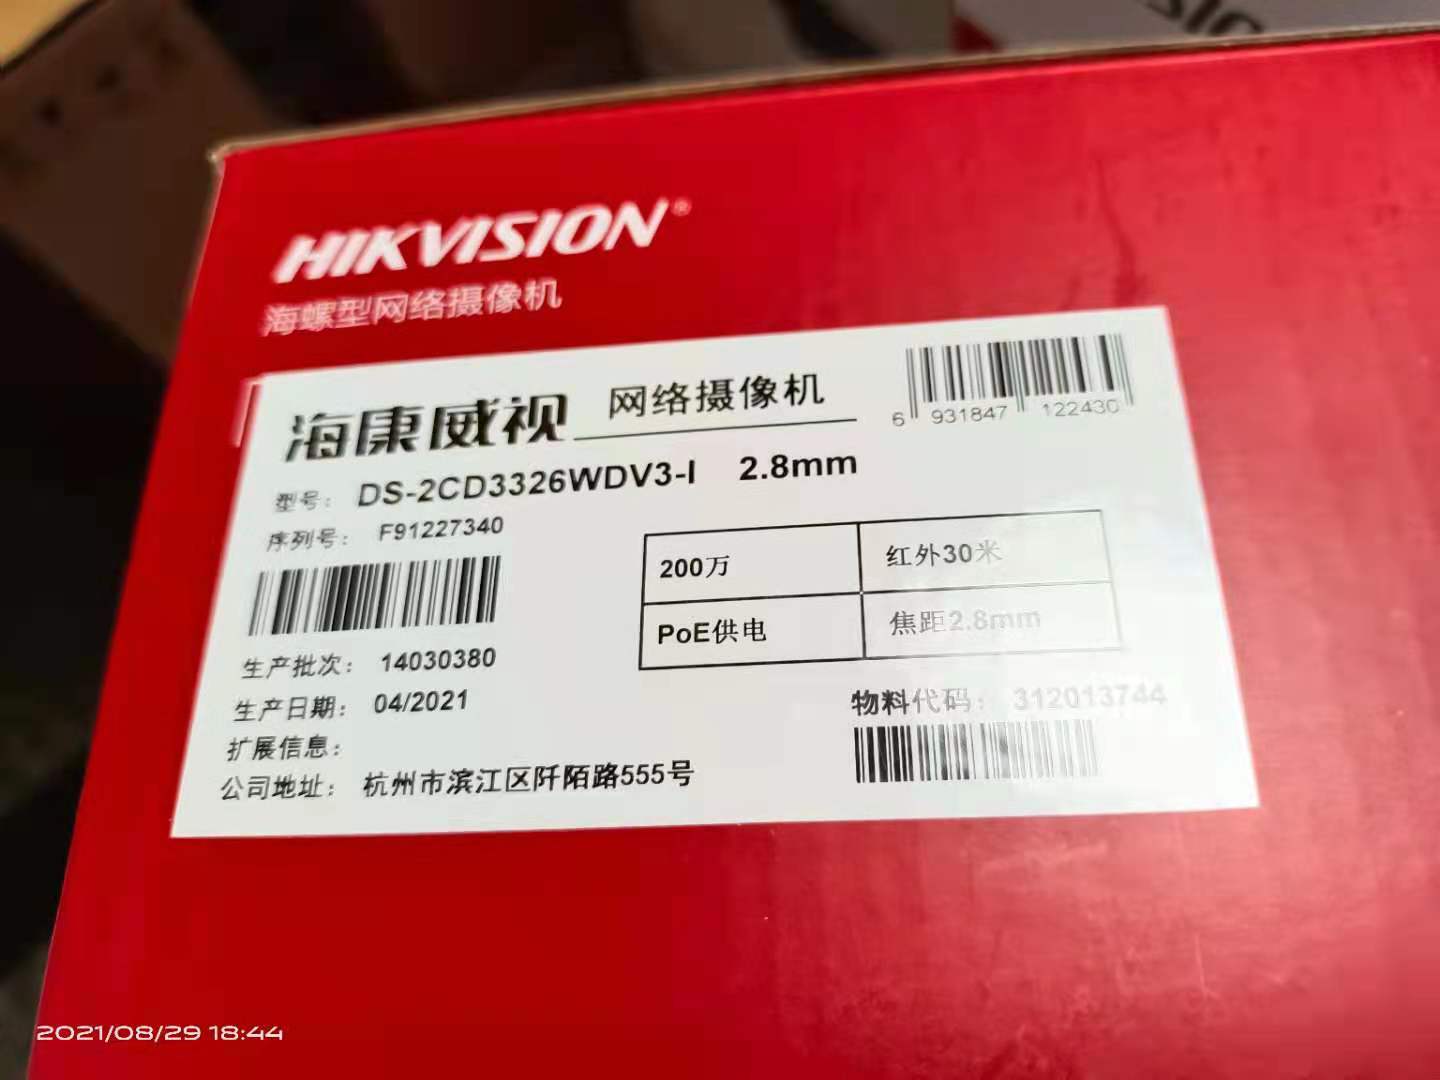 HIKVISION®
海螺型网络摄像机
海康威视 网络摄像机
6 931847 122430
型号： DS-2CD3326WDV3-I 2.8mm
序列号： F91227340
200万 红外30米
PoE供电 焦距2.8mm
生产批次： 14030380
生产日期： 04/2021
物料代码： 312013744
扩展信息：
公司地址： 杭州市滨江区阡陌路555号
2021/08/29 18:44